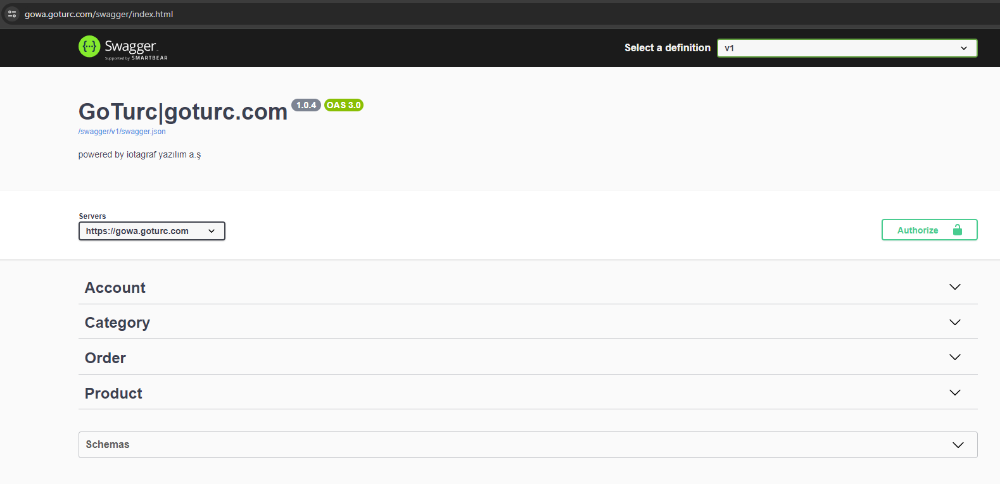 gowa.goturc.com/swagger/index.html
Swagger.
Supported by SMARTBEAR
Select a definition
v1
GoTurc|goturc.com 1.0.4 OAS 3.0
/swagger/v1/swagger.json
powered by iotagraf yazılım a.ş
Servers
https://gowa.goturc.com
Authorize
Account
Category
Order
Product
Schemas